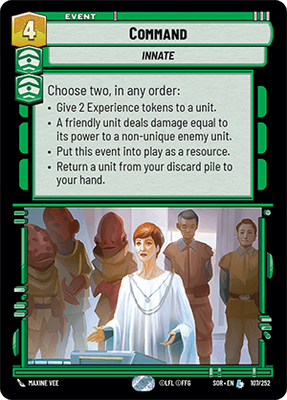 EVENT
4
COMMAND
INNATE
Choose two, in any order:
• Give 2 Experience tokens to a unit.
• A friendly unit deals damage equal to
its power to a non-unique enemy unit.
• Put this event into play as a resource.
• Return a unit from your discard pile to
your hand.
MAXINE VEE
©LFL ©FFG
SOR • EN L 107/252